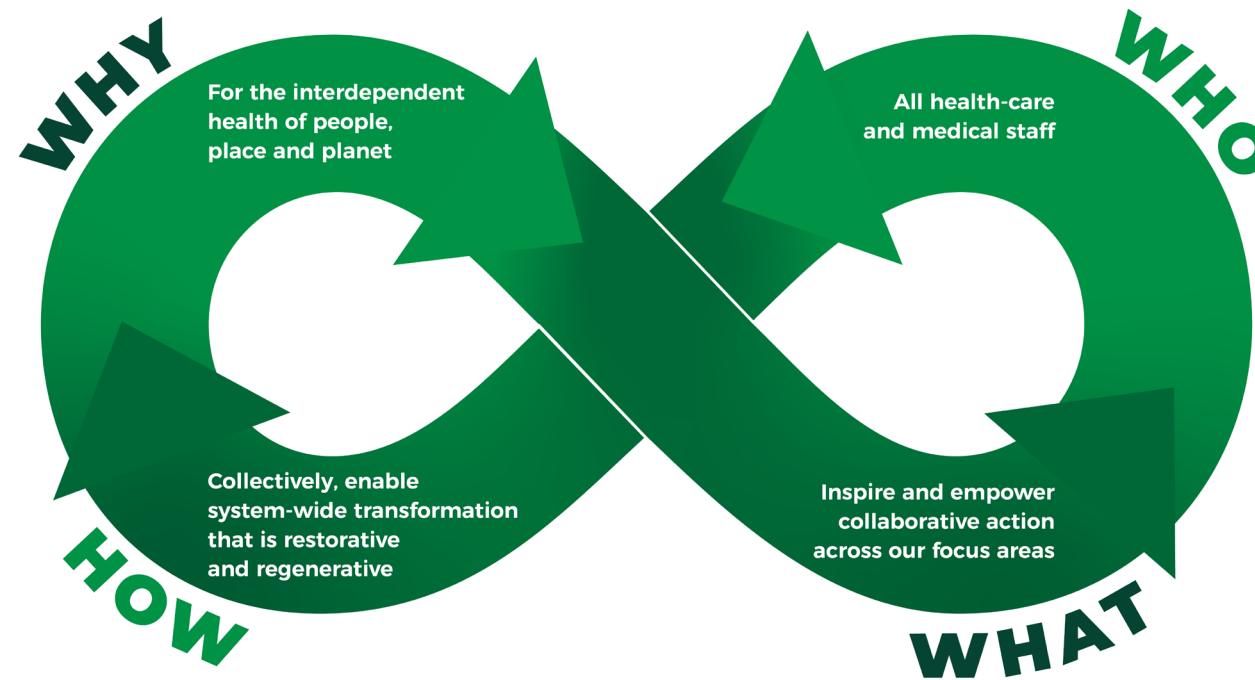 WHY
For the interdependent
health of people,
place and planet
WHO
All health-care
and medical staff
HOW
Collectively, enable
system-wide transformation
that is restorative
and regenerative
WHAT
Inspire and empower
collaborative action
across our focus areas